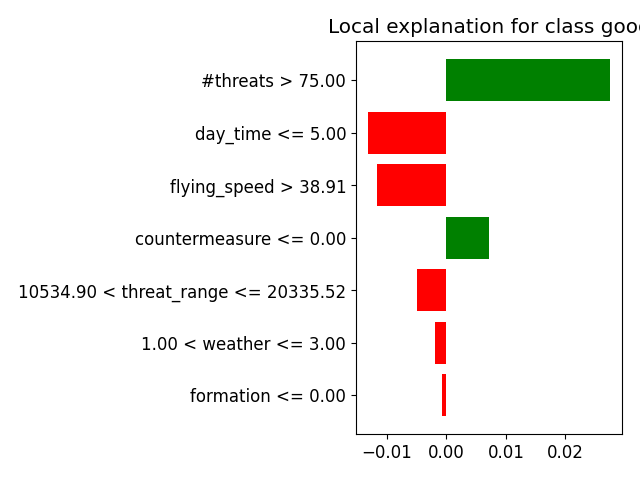 Local explanation for class good
#threats > 75.00
day_time <= 5.00
flying_speed > 38.91
countermeasure <= 0.00
10534.90 < threat_range <= 20335.52
1.00 < weather <= 3.00
formation <= 0.00
−0.01 0.00 0.01 0.02